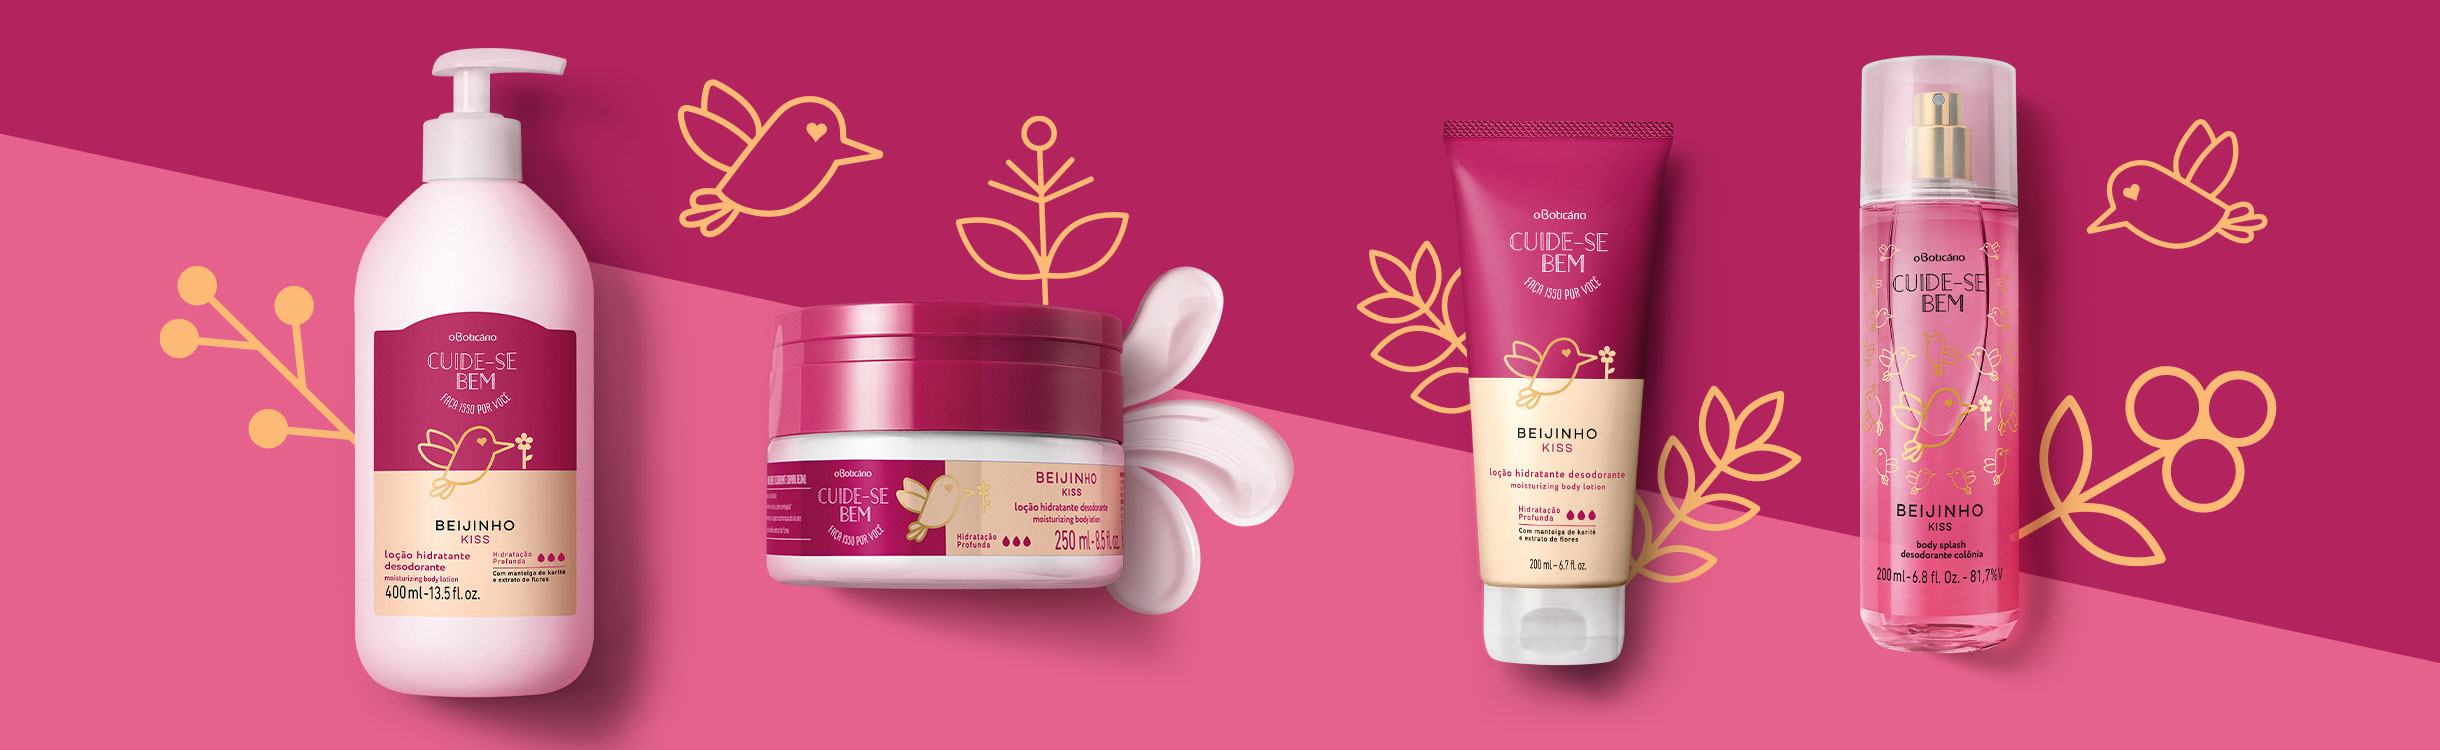 oBoticário
CUIDE-SE
BEM
FAÇA ISSO POR VOCÊ
BEIJINHO
KISS
loção hidratante
desodorante
moisturizing body lotion
400 ml-13.5 fl. oz.
Hidratação
Profunda
Com manteiga de karité
e extrato de flores
oBoticário
CUIDE-SE
BEM
FAÇA ISSO POR VOCÊ
Hidratação
Profunda
BEIJINHO
KISS
loção hidratante desodorante
moisturizing body lotion
250 ml-8.5 fl. oz.
oBoticário
CUIDE-SE
BEM
FAÇA ISSO POR VOCÊ
BEIJINHO
KISS
loção hidratante desodorante
moisturizing body lotion
Hidratação
Profunda
Com manteiga de karité
e extrato de flores
200 ml - 6.7 fl. oz.
oBoticário
CUIDE-SE
BEM
BEIJINHO
KISS
body splash
desodorante colônia
200 ml-6.8 fl. Oz. - 81,7%V